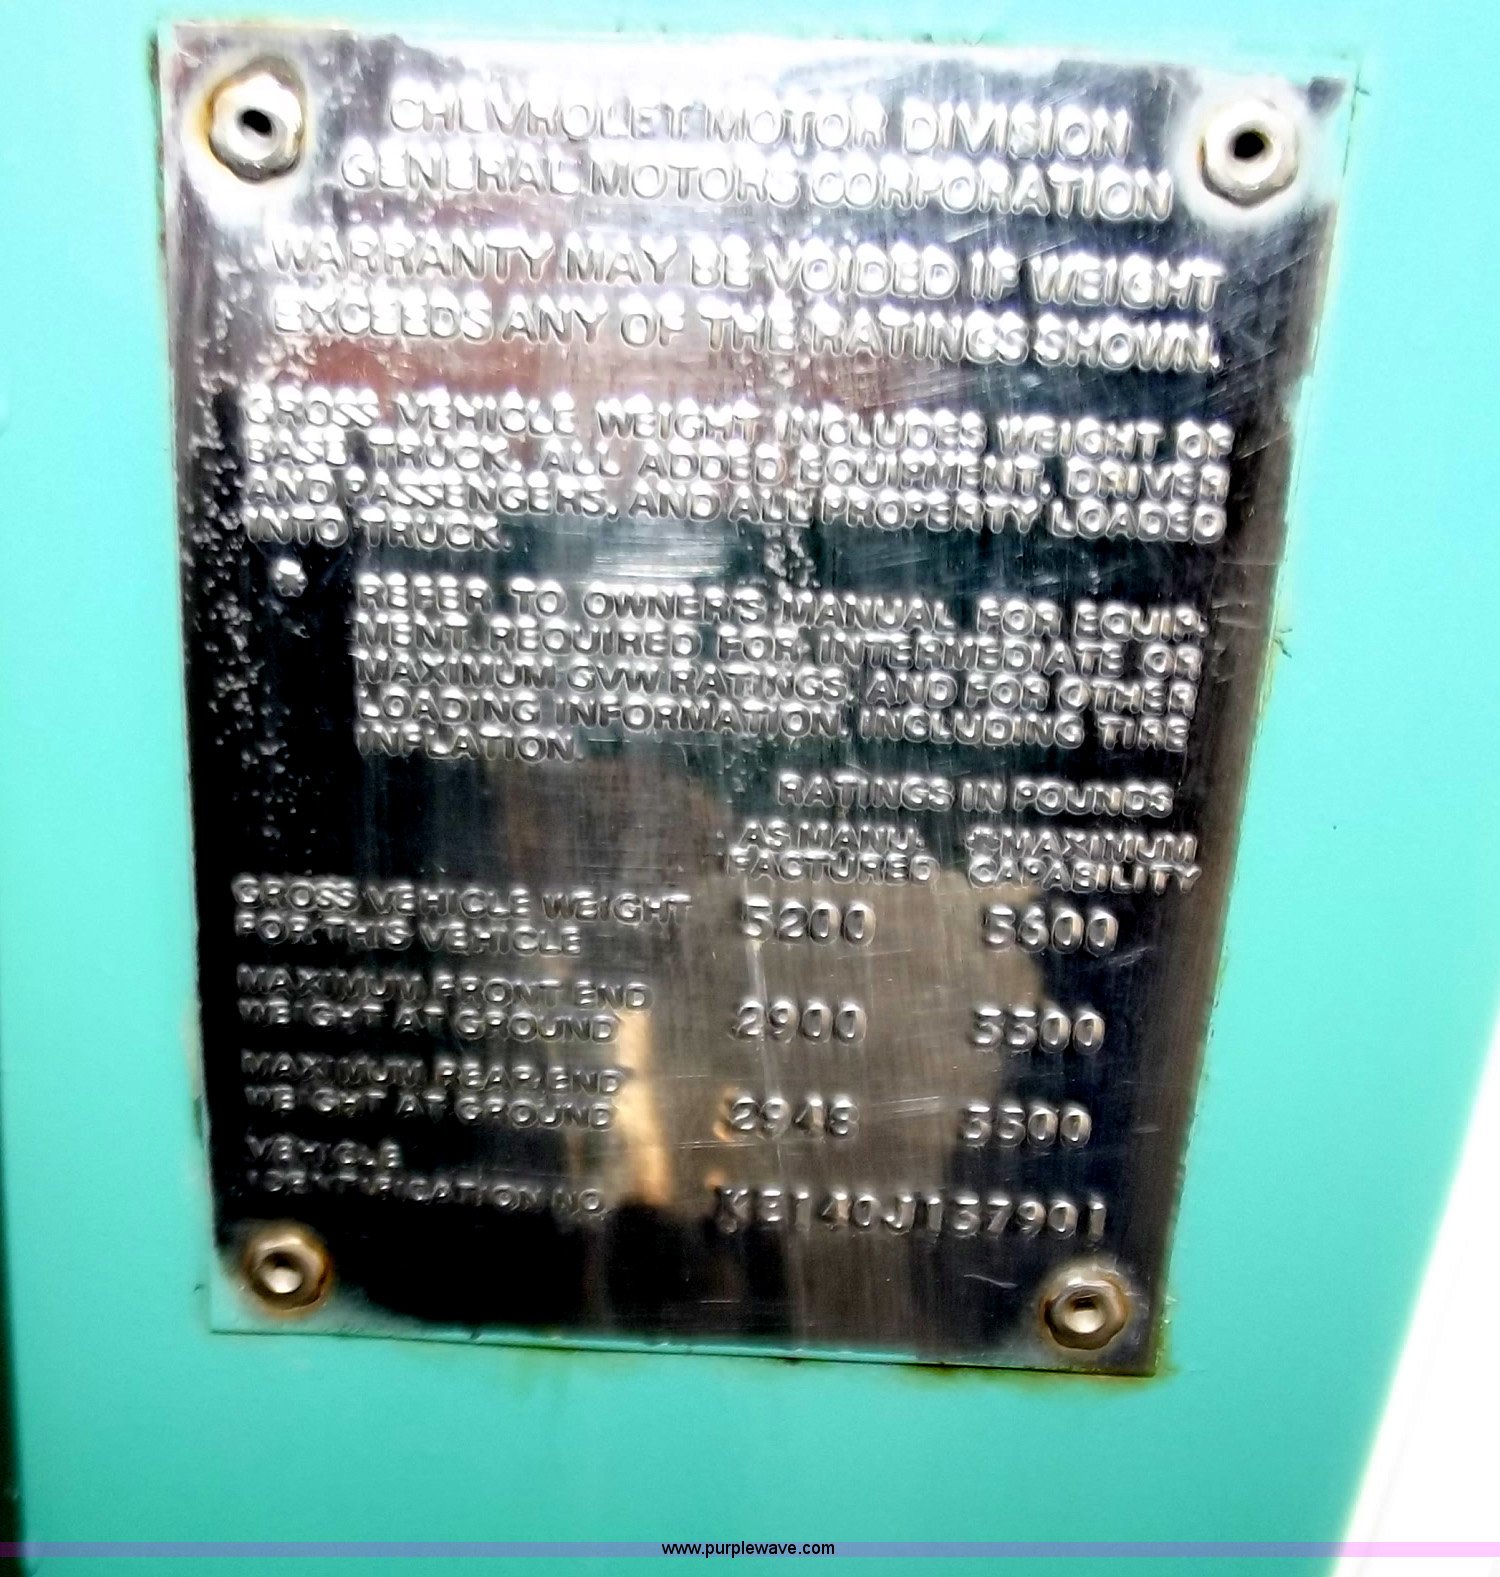 CHEVROLET MOTOR DIVISION
GENERAL MOTORS CORPORATION
WARRANTY MAY BE VOIDED IF WEIGHT
EXCEEDS ANY OF THE RATINGS SHOWN.
GROSS VEHICLE WEIGHT INCLUDES WEIGHT OF
BASE TRUCK, ALL ADDED EQUIPMENT, DRIVER
AND PASSENGERS, AND ALL PROPERTY LOADED
INTO TRUCK.
* REFER TO OWNER'S MANUAL FOR EQUIP-
MENT REQUIRED FOR INTERMEDIATE OR
MAXIMUM GVW RATINGS, AND FOR OTHER
LOADING INFORMATION, INCLUDING TIRE
INFLATION.
RATINGS IN POUNDS
AS MANU- *MAXIMUM
FACTURED CAPABILITY
GROSS VEHICLE WEIGHT 5200 5600
FOR THIS VEHICLE
MAXIMUM FRONT END
WEIGHT AT GROUND 2900
MAXIMUM REAR END
WEIGHT AT GROUND 2948
VEHICLE
IDENTIFICATION NO.
www.purplewave.com